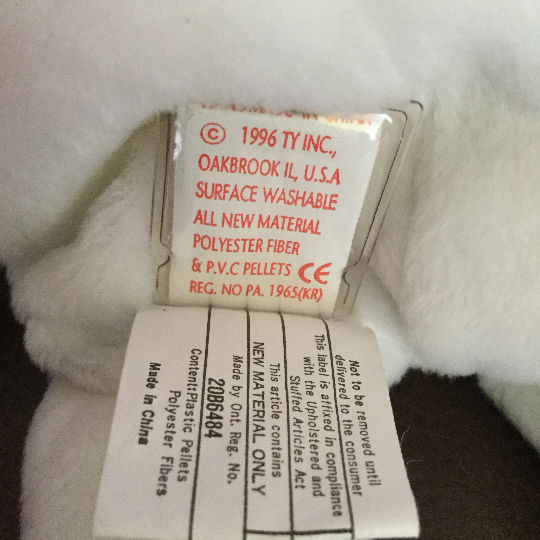 © 1996 TY INC.,
OAKBROOK IL, U.S.A
SURFACE WASHABLE
ALL NEW MATERIAL
POLYESTER FIBER
& P.V.C PELLETS CE
REG. NO PA. 1965(KR)
Not to be removed until
delivered to the consumer
This label is affixed in compliance
with the Upholstered and
Stuffed Articles Act
This article contains
NEW MATERIAL ONLY
Made by Ont. Reg. No.
20B6484
Content:Plastic Pellets
Polyester Fibers
Made in China